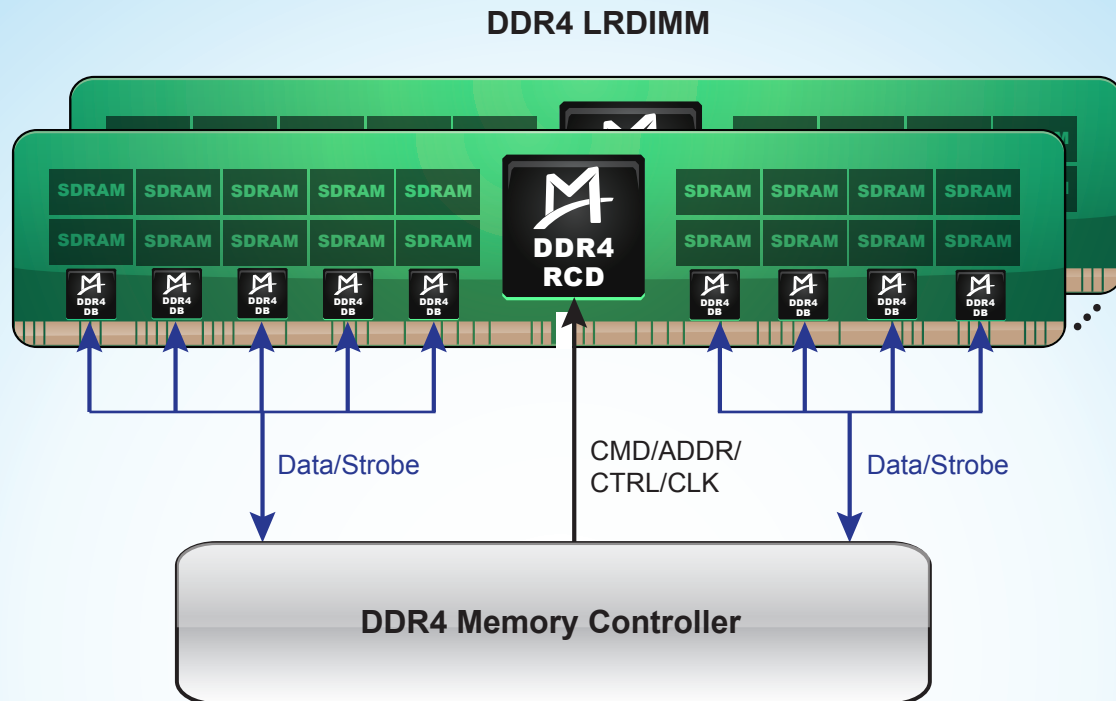 DDR4 LRDIMM
SDRAM SDRAM SDRAM SDRAM SDRAM
SDRAM SDRAM SDRAM SDRAM
SDRAM SDRAM SDRAM SDRAM SDRAM
SDRAM SDRAM SDRAM SDRAM
DDR4
RCD
DDR4 DDR4 DDR4 DDR4 DDR4
DB DB DB DB DB
DDR4 DDR4 DDR4 DDR4
DB DB DB DB
Data/Strobe
CMD/ADDR/
CTRL/CLK
Data/Strobe
DDR4 Memory Controller